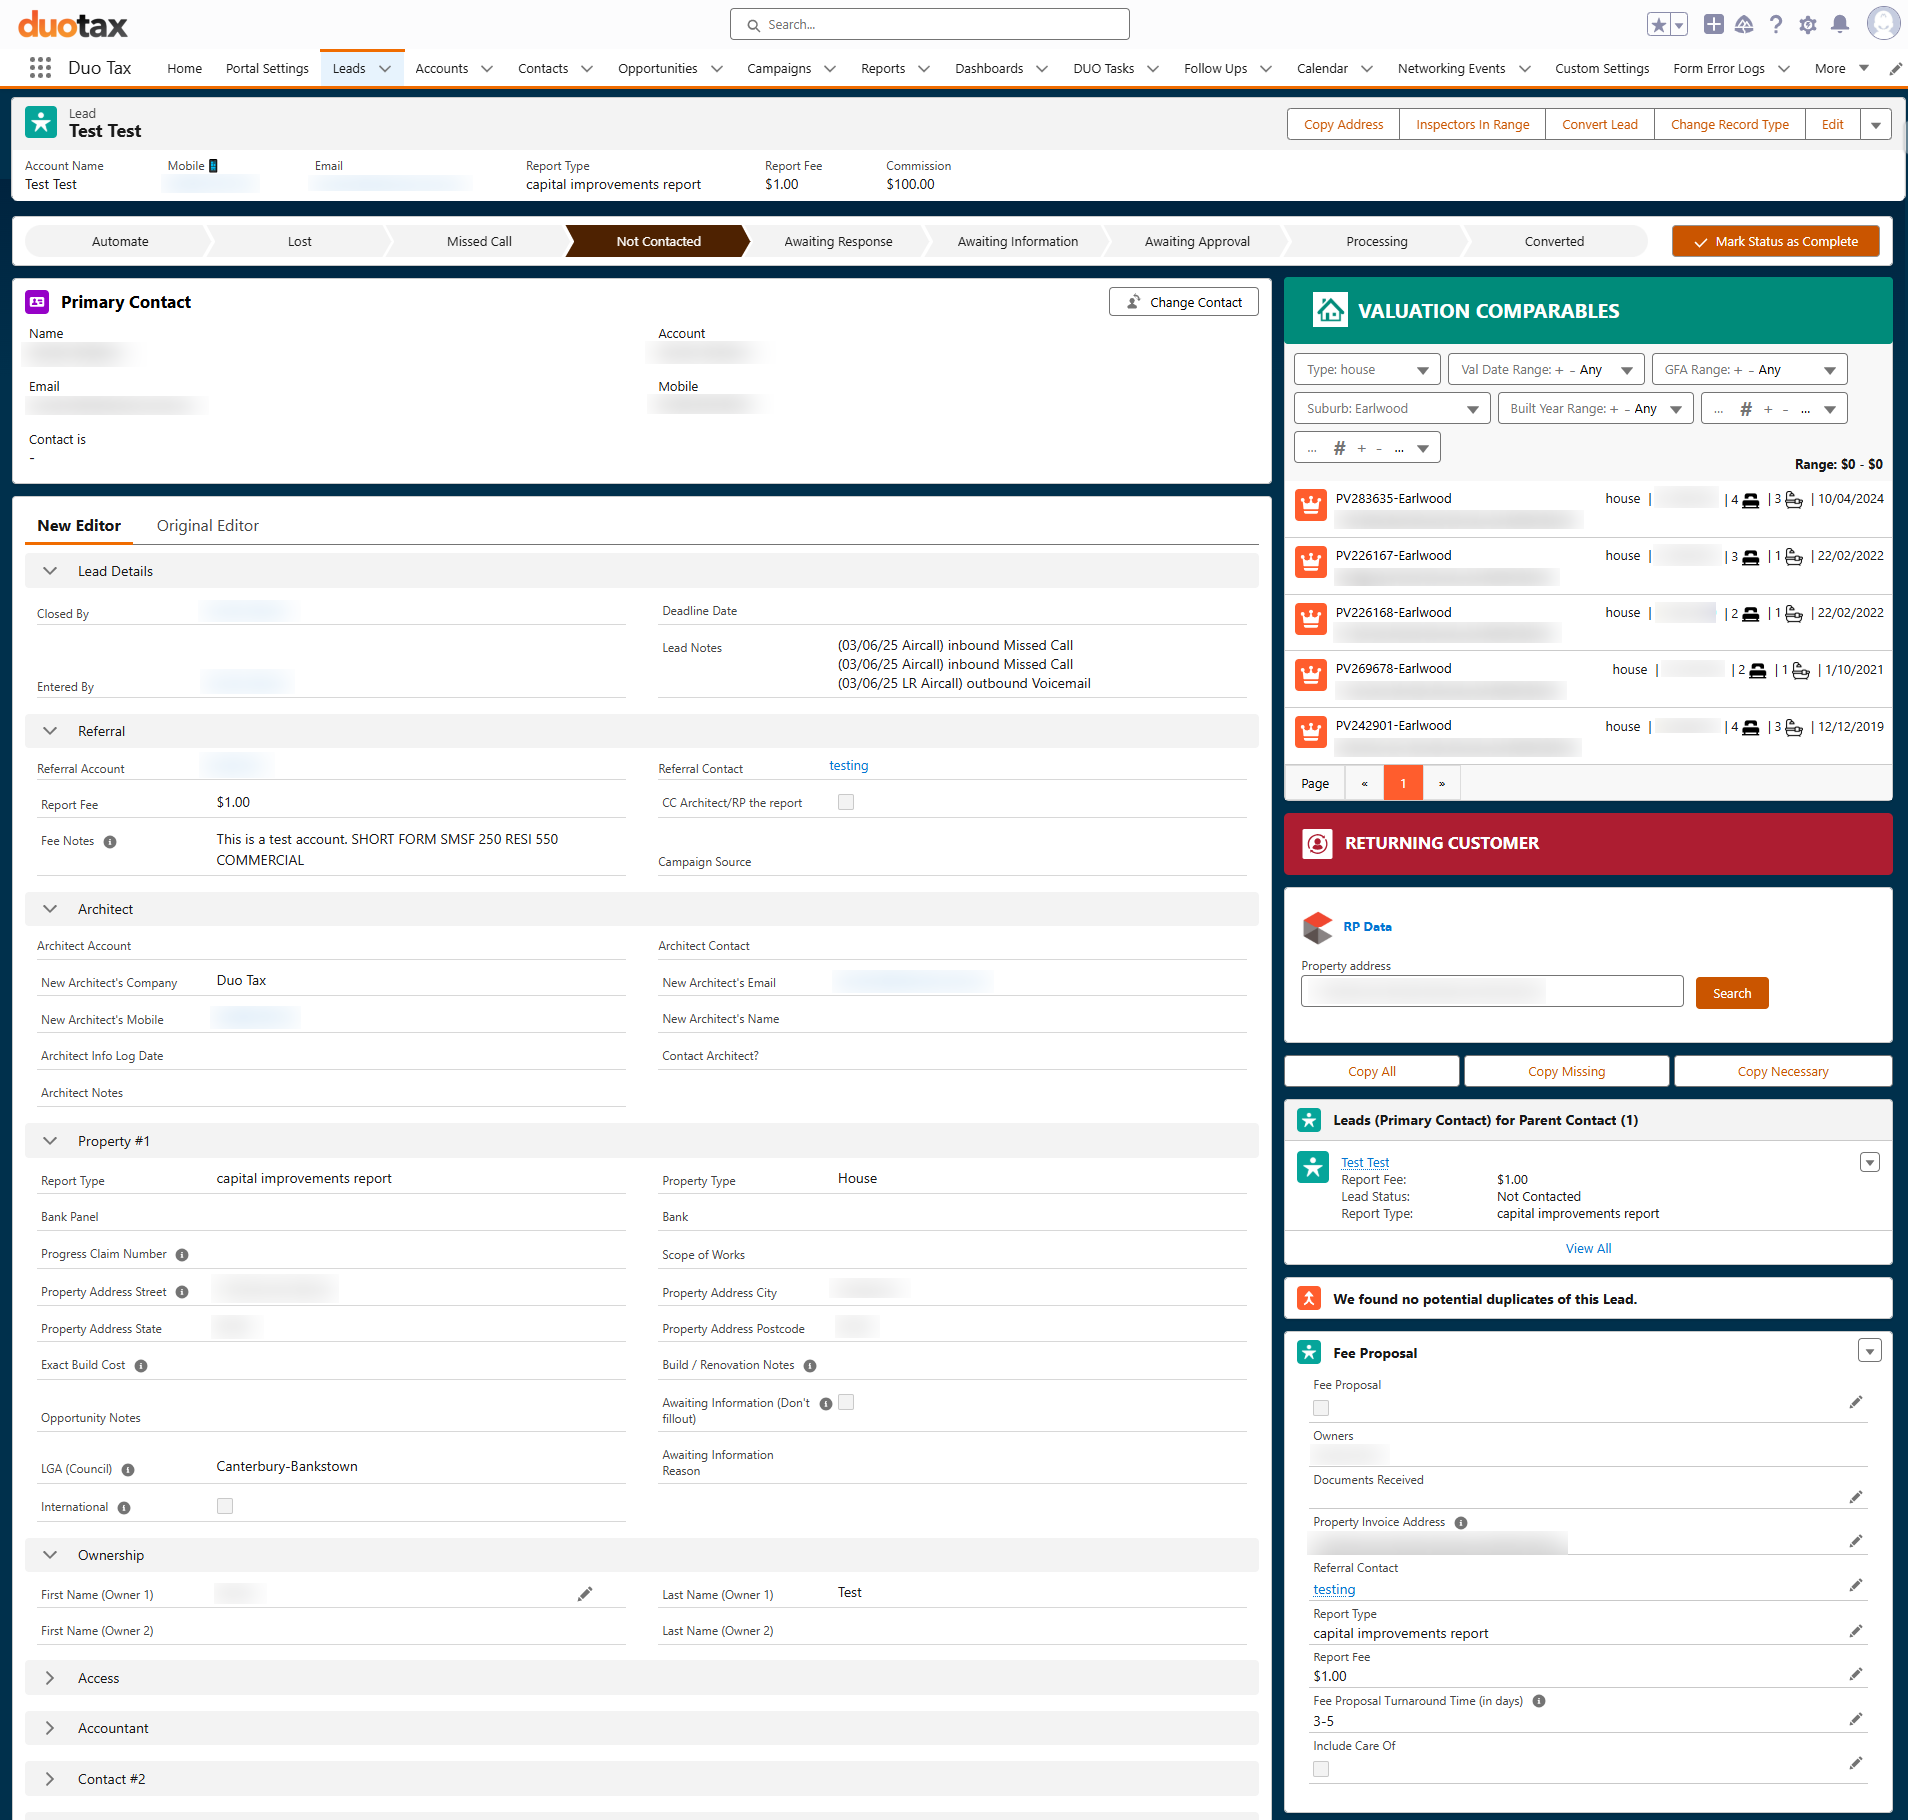 duotax
Search...
Duo Tax
Home
Portal Settings
Leads
Accounts
Contacts
Opportunities
Campaigns
Reports
Dashboards
DUO Tasks
Follow Ups
Calendar
Networking Events
Custom Settings
Form Error Logs
More
Lead
Test Test
Copy Address
Inspectors In Range
Convert Lead
Change Record Type
Edit
Account Name
Test Test
Mobile
Email
Report Type
capital improvements report
Report Fee
$1.00
Commission
$100.00
Automate
Lost
Missed Call
Not Contacted
Awaiting Response
Awaiting Information
Awaiting Approval
Processing
Converted
Mark Status as Complete
Primary Contact
Change Contact
Name
Account
Email
Mobile
Contact is
-
New Editor
Original Editor
Lead Details
Closed By
Deadline Date
Lead Notes
(03/06/25 Aircall) inbound Missed Call
(03/06/25 Aircall) inbound Missed Call
(03/06/25 LR Aircall) outbound Voicemail
Entered By
Referral
Referral Account
Referral Contact
testing
Report Fee
$1.00
CC Architect/RP the report
Fee Notes
This is a test account. SHORT FORM SMSF 250 RESI 550
COMMERCIAL
Campaign Source
Architect
Architect Account
Architect Contact
New Architect's Company
Duo Tax
New Architect's Email
New Architect's Mobile
New Architect's Name
Architect Info Log Date
Contact Architect?
Architect Notes
Property #1
Report Type
capital improvements report
Property Type
House
Bank Panel
Bank
Progress Claim Number
Scope of Works
Property Address Street
Property Address City
Property Address State
Property Address Postcode
Exact Build Cost
Build / Renovation Notes
Opportunity Notes
Awaiting Information (Don't
fillout)
LGA (Council)
Canterbury-Bankstown
Awaiting Information
Reason
International
Ownership
First Name (Owner 1)
Last Name (Owner 1)
Test
First Name (Owner 2)
Last Name (Owner 2)
Access
Accountant
Contact #2
VALUATION COMPARABLES
Type: house
Val Date Range: + - Any
GFA Range: + - Any
Suburb: Earlwood
Built Year Range: + - Any
... # + - ...
... # + - ...
Range: $0 - $0
PV283635-Earlwood
house | | 4 | 3 | 10/04/2024
PV226167-Earlwood
house | | 3 | 1 | 22/02/2022
PV226168-Earlwood
house | | 2 | 1 | 22/02/2022
PV269678-Earlwood
house | | 2 | 1 | 1/10/2021
PV242901-Earlwood
house | | 4 | 3 | 12/12/2019
Page « 1 »
RETURNING CUSTOMER
RP Data
Property address
Search
Copy All
Copy Missing
Copy Necessary
Leads (Primary Contact) for Parent Contact (1)
Test Test
Report Fee: $1.00
Lead Status: Not Contacted
Report Type: capital improvements report
View All
We found no potential duplicates of this Lead.
Fee Proposal
Fee Proposal
Owners
Documents Received
Property Invoice Address
Referral Contact
testing
Report Type
capital improvements report
Report Fee
$1.00
Fee Proposal Turnaround Time (in days)
3-5
Include Care Of